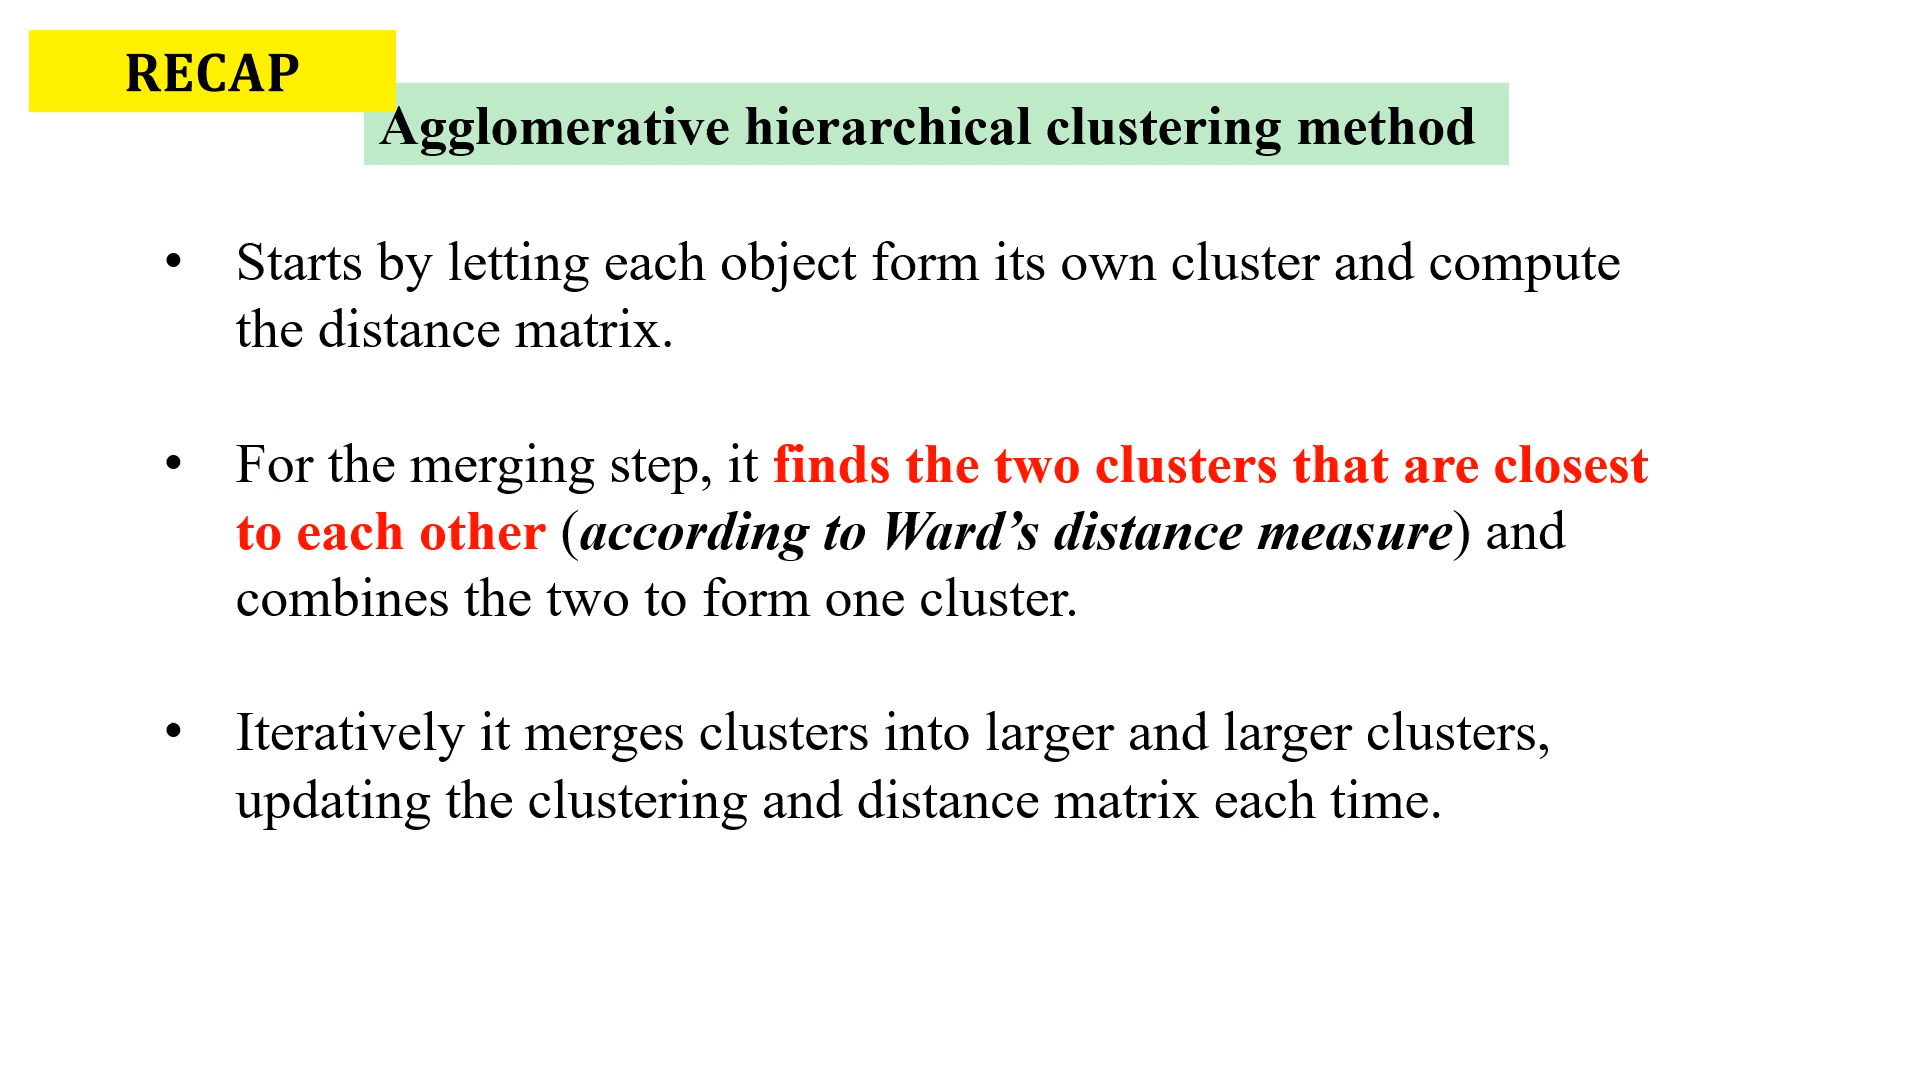 RECAP
Agglomerative hierarchical clustering method
• Starts by letting each object form its own cluster and compute
the distance matrix.
• For the merging step, it finds the two clusters that are closest
to each other (according to Ward’s distance measure) and
combines the two to form one cluster.
• Iteratively it merges clusters into larger and larger clusters,
updating the clustering and distance matrix each time.